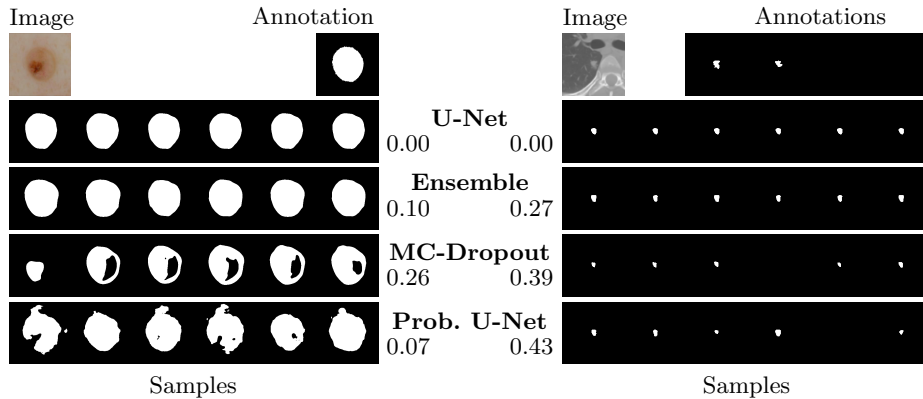 Image Annotation Image Annotations
U-Net
0.00 0.00
Ensemble
0.10 0.27
MC-Dropout
0.26 0.39
Prob. U-Net
0.07 0.43
Samples Samples